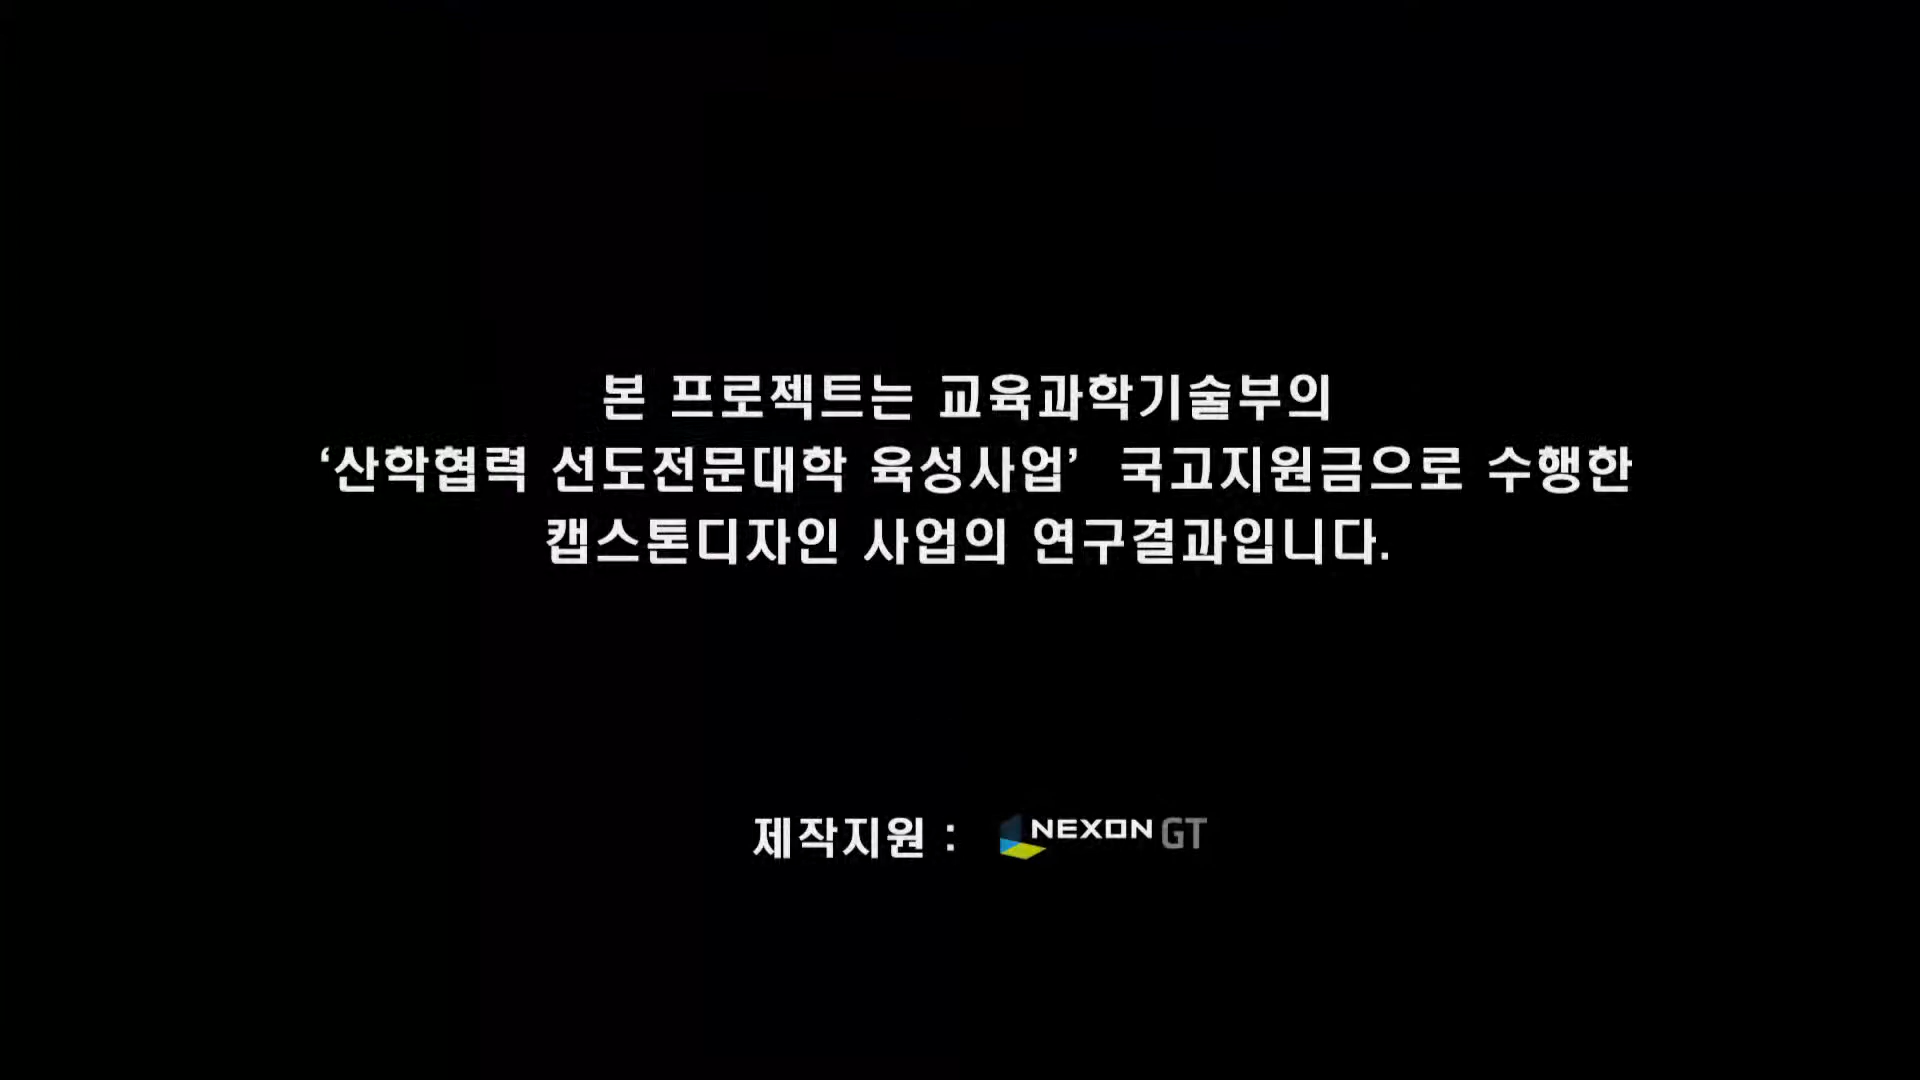 본 프로젝트는 교육과학기술부의
‘산학협력 선도전문대학 육성사업’ 국고지원금으로 수행한
캡스톤디자인 사업의 연구결과입니다.
제작지원 : NEXON GT